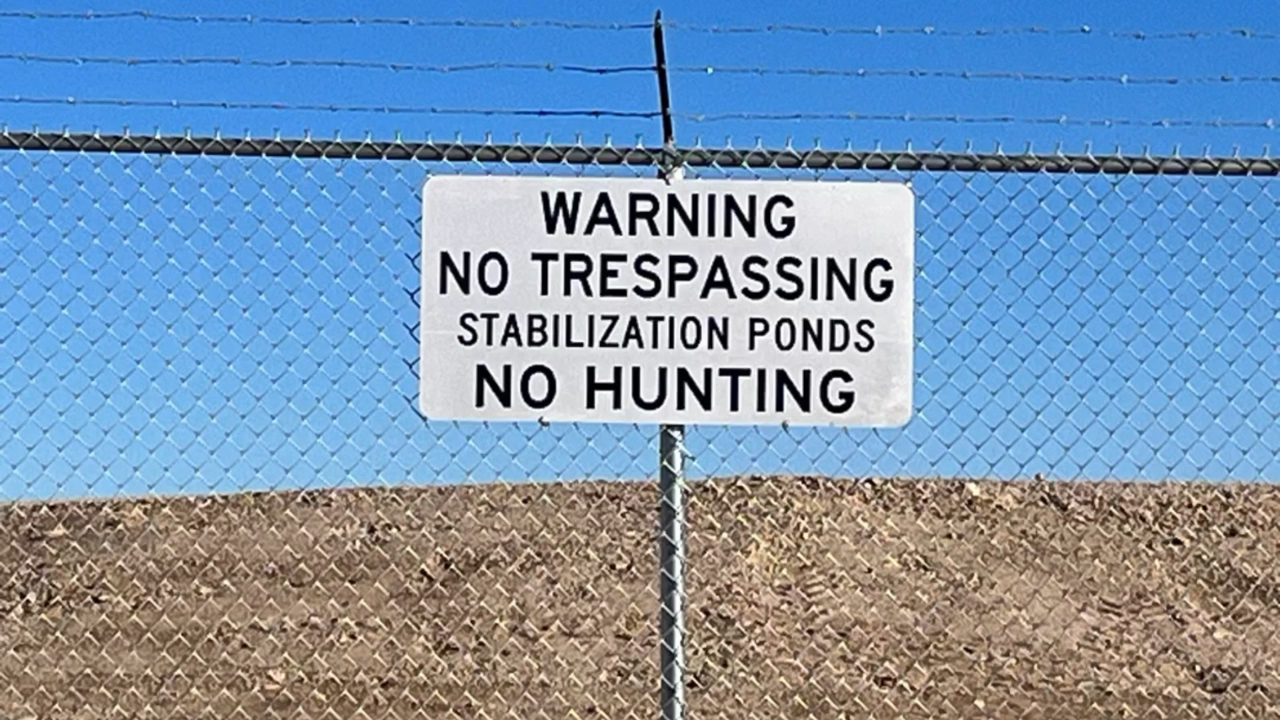 WARNING
NO TRESPASSING
STABILIZATION PONDS
NO HUNTING